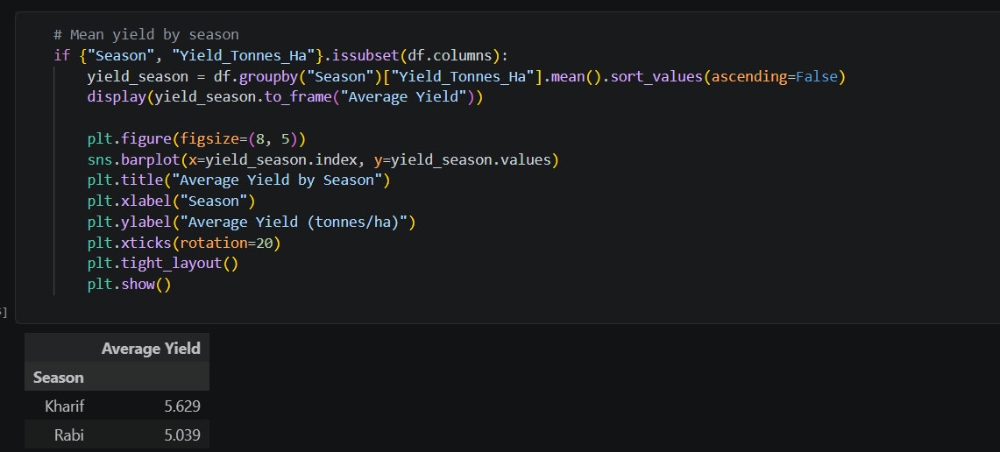 # Mean yield by season
if {"Season", "Yield_Tonnes_Ha"}.issubset(df.columns):
    yield_season = df.groupby("Season")["Yield_Tonnes_Ha"].mean().sort_values(ascending=False)
    display(yield_season.to_frame("Average Yield"))

    plt.figure(figsize=(8, 5))
    sns.barplot(x=yield_season.index, y=yield_season.values)
    plt.title("Average Yield by Season")
    plt.xlabel("Season")
    plt.ylabel("Average Yield (tonnes/ha)")
    plt.xticks(rotation=20)
    plt.tight_layout()
    plt.show()
]
Average Yield
Season
Kharif 5.629
Rabi 5.039